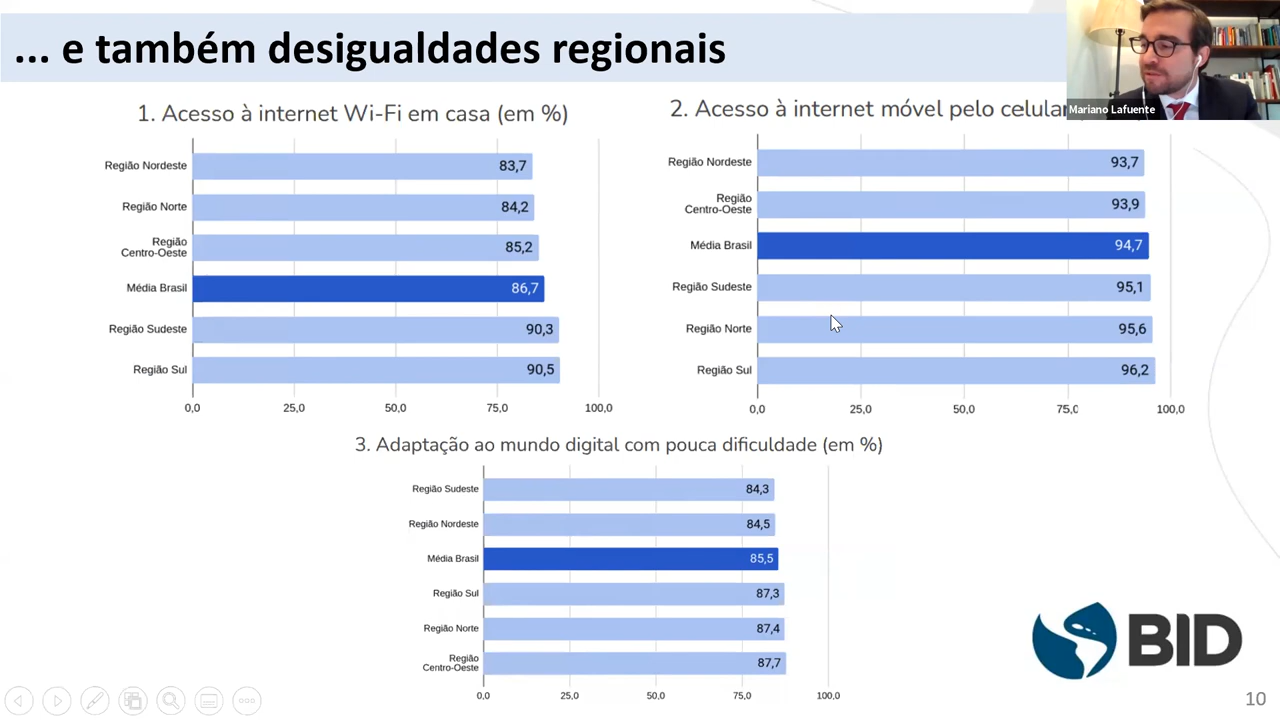 ... e também desigualdades regionais
Mariano Lafuente
1. Acesso à internet Wi-Fi em casa (em %)
Região Nordeste 83,7
Região Norte 84,2
Região
Centro-Oeste 85,2
Média Brasil 86,7
Região Sudeste 90,3
Região Sul 90,5
0,0 25,0 50,0 75,0 100,0
2. Acesso à internet móvel pelo celular
Região Nordeste 93,7
Região
Centro-Oeste 93,9
Média Brasil 94,7
Região Sudeste 95,1
Região Norte 95,6
Região Sul 96,2
0,0 25,0 50,0 75,0 100,0
3. Adaptação ao mundo digital com pouca dificuldade (em %)
Região Sudeste 84,3
Região Nordeste 84,5
Média Brasil 85,5
Região Sul 87,3
Região Norte 87,4
Região
Centro-Oeste 87,7
0,0 25,0 50,0 75,0 100,0
BID
10